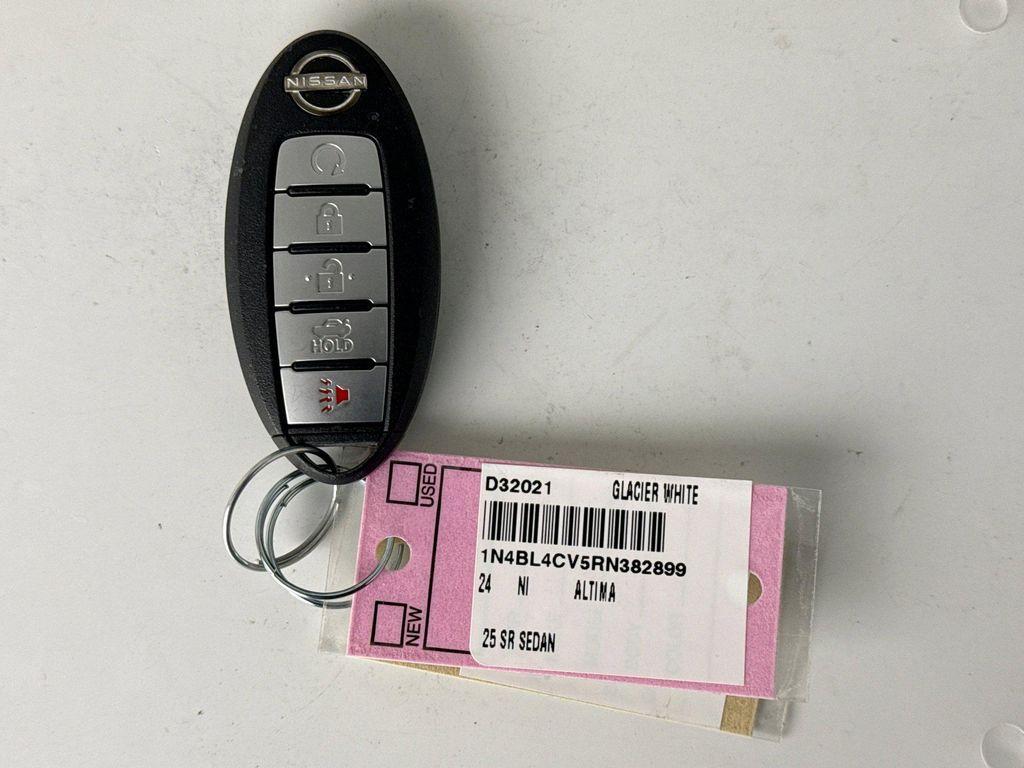 NISSAN
HOLD
USED
NEW
D32021 GLACIER WHITE
1N4BL4CV5RN382899
24 NI ALTIMA
25 SR SEDAN